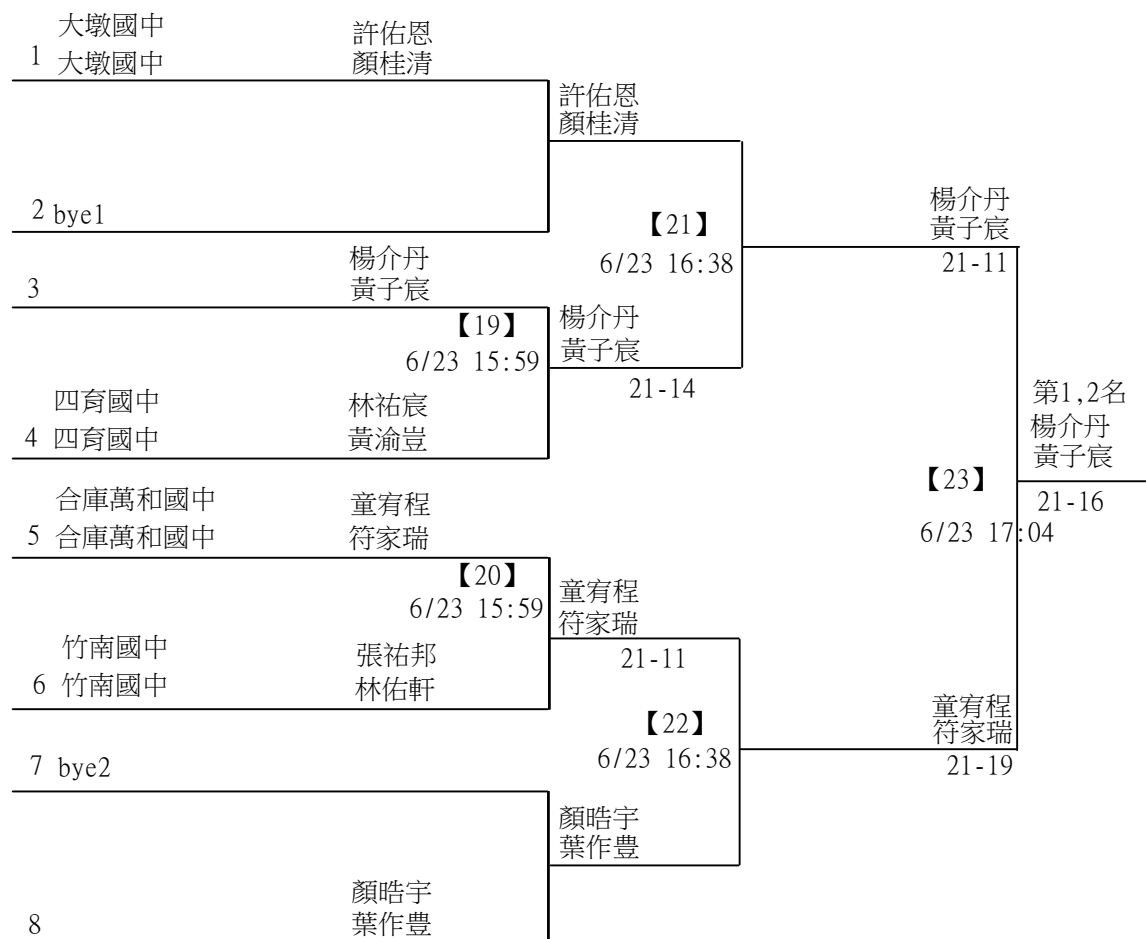 大墩國中 許佑恩
1 大墩國中 顏桂清
許佑恩
顏桂清
2 bye1
【21】
6/23 16:38
楊介丹
黃子宸
21-11
楊介丹
3 黃子宸
【19】
6/23 15:59
楊介丹
黃子宸
21-14
四育國中 林祐宸
4 四育國中 黃渝豈
第1,2名
楊介丹
黃子宸
【23】
21-16
6/23 17:04
合庫萬和國中 童宥程
5 合庫萬和國中 符家瑞
【20】
6/23 15:59
童宥程
符家瑞
21-11
竹南國中 張祐邦
6 竹南國中 林佑軒
【22】
6/23 16:38
童宥程
符家瑞
21-19
7 bye2
顏晧宇
葉作豊
顏晧宇
8 葉作豊